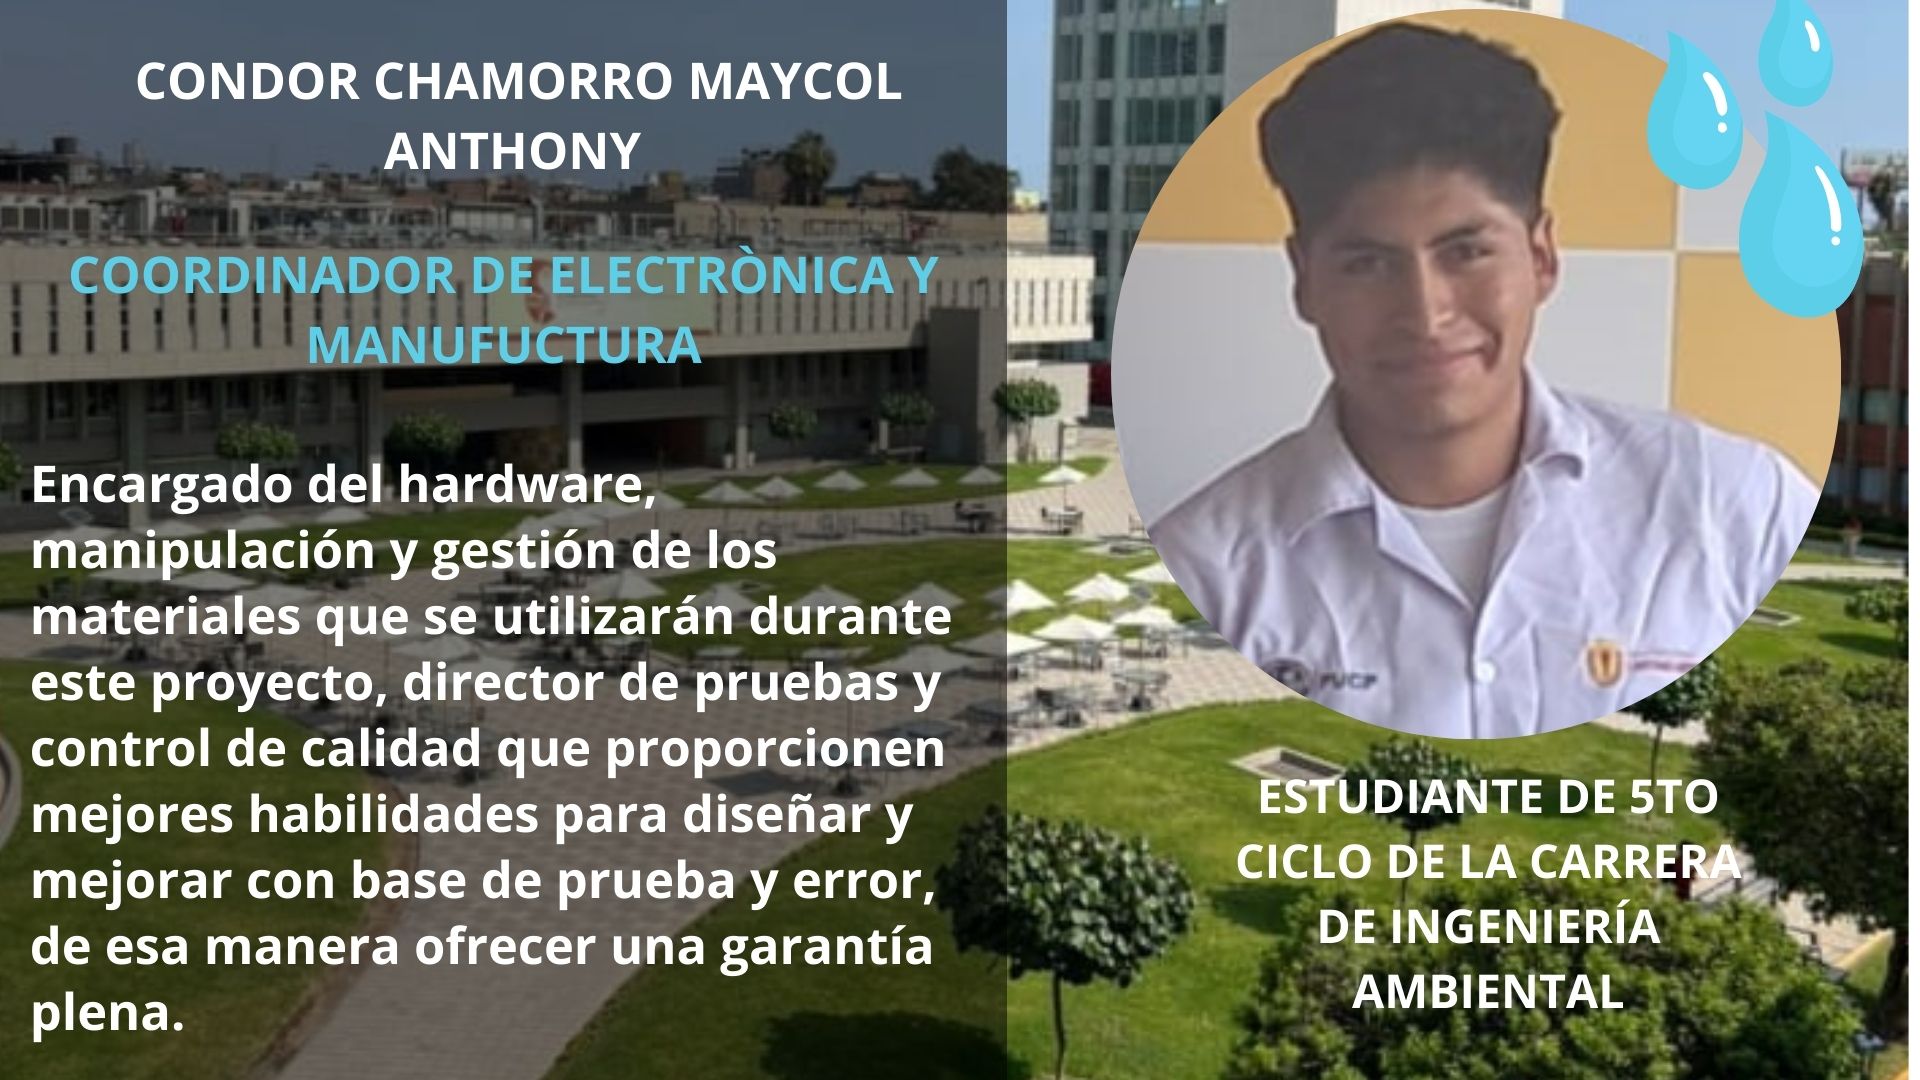 CONDOR CHAMORRO MAYCOL
ANTHONY
COORDINADOR DE ELECTRÒNICA Y
MANUFUCTURA
Encargado del hardware,
manipulación y gestión de los
materiales que se utilizarán durante
este proyecto, director de pruebas y
control de calidad que proporcionen
mejores habilidades para diseñar y
mejorar con base de prueba y error,
de esa manera ofrecer una garantía
plena.
PUCP
ESTUDIANTE DE 5TO
CICLO DE LA CARRERA
DE INGENIERÍA
AMBIENTAL